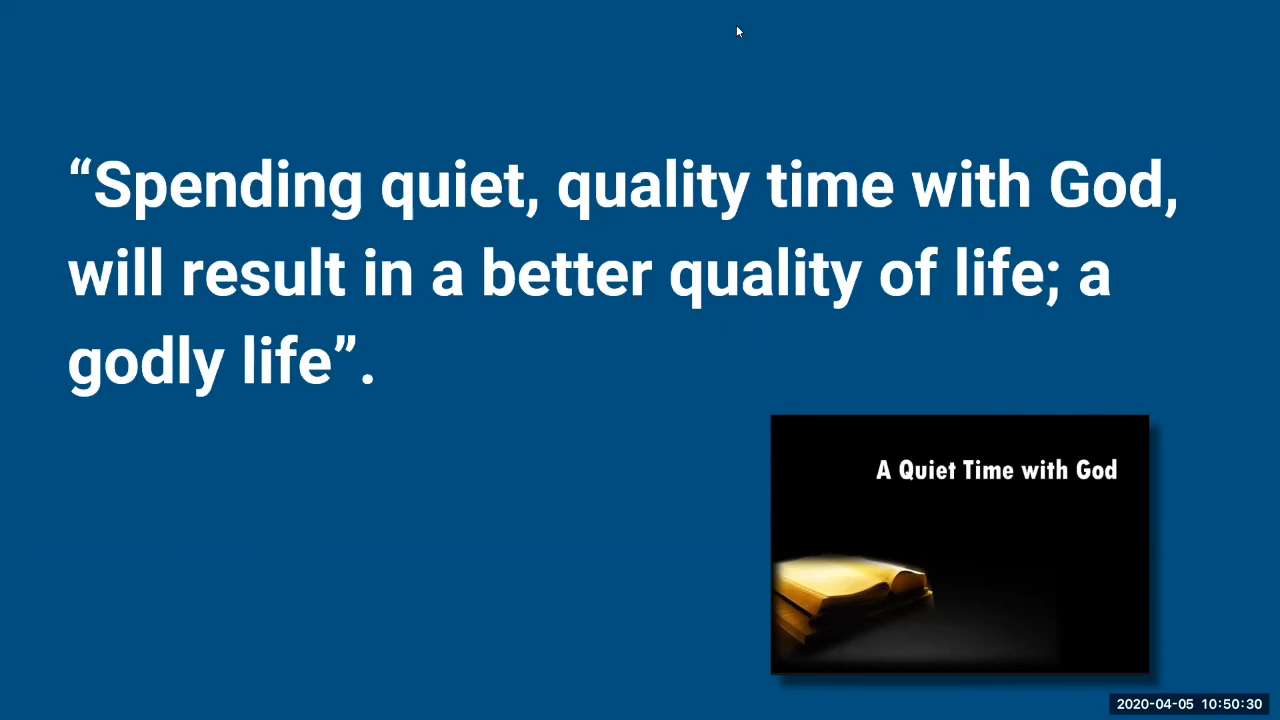 “Spending quiet, quality time with God,
will result in a better quality of life; a
godly life”.
A Quiet Time with God
2020-04-05 10:50:30